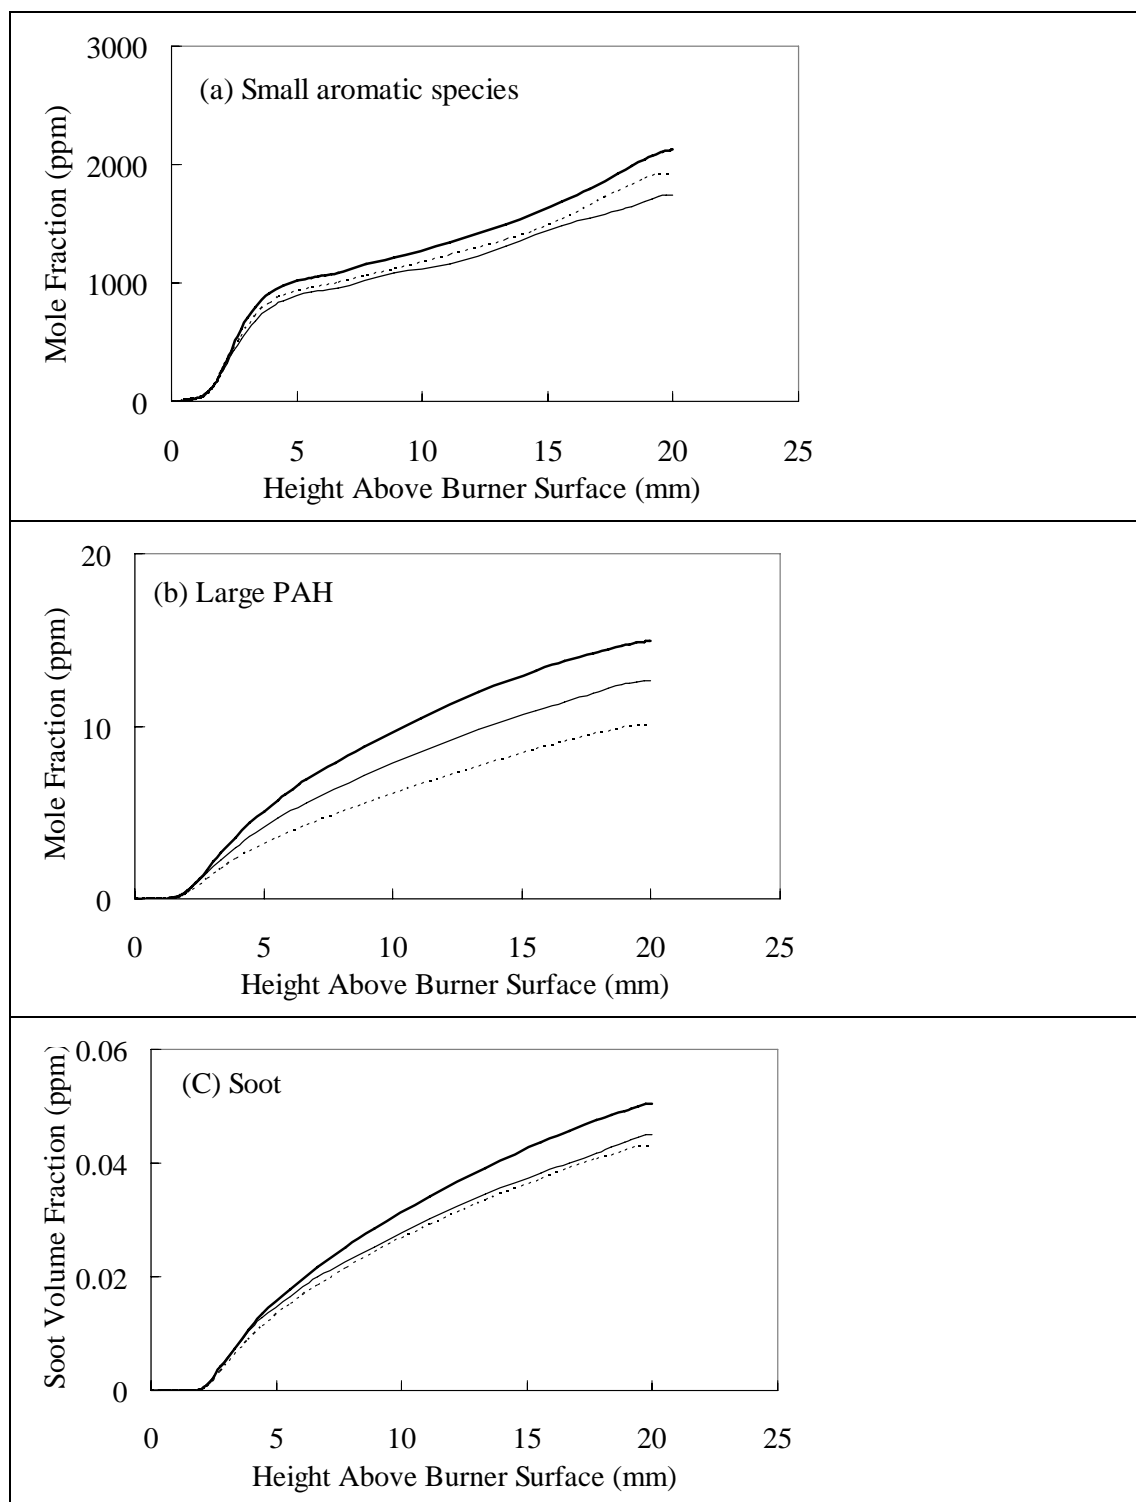 3000
(a) Small aromatic species
2000
1000
0
Mole Fraction (ppm)
0 5 10 15 20 25
Height Above Burner Surface (mm)
20
(b) Large PAH
10
0
Mole Fraction (ppm)
0 5 10 15 20 25
Height Above Burner Surface (mm)
0.06
(C) Soot
0.04
0.02
0
Soot Volume Fraction (ppm)
0 5 10 15 20 25
Height Above Burner Surface (mm)